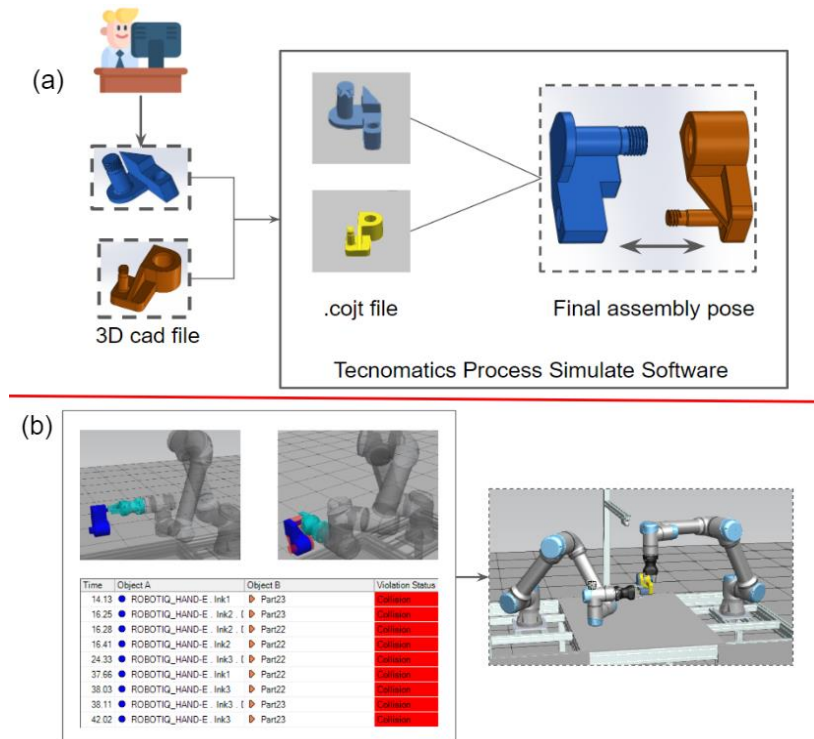 (a)
3D cad file
.cojt file
Final assembly pose
Tecnomatics Process Simulate Software
(b)
Time Object A Object B Violation Status
14.13 ROBOTIQ_HAND-E . lnk1 Part23 Collision
16.25 ROBOTIQ_HAND-E . lnk2 . [ Part23 Collision
16.28 ROBOTIQ_HAND-E . lnk2 . [ Part22 Collision
16.41 ROBOTIQ_HAND-E . lnk2 Part22 Collision
24.33 ROBOTIQ_HAND-E . lnk3 . [ Part22 Collision
37.66 ROBOTIQ_HAND-E . lnk1 Part22 Collision
38.03 ROBOTIQ_HAND-E . lnk3 Part22 Collision
38.11 ROBOTIQ_HAND-E . lnk3 . [ Part23 Collision
42.02 ROBOTIQ_HAND-E . lnk3 Part23 Collision